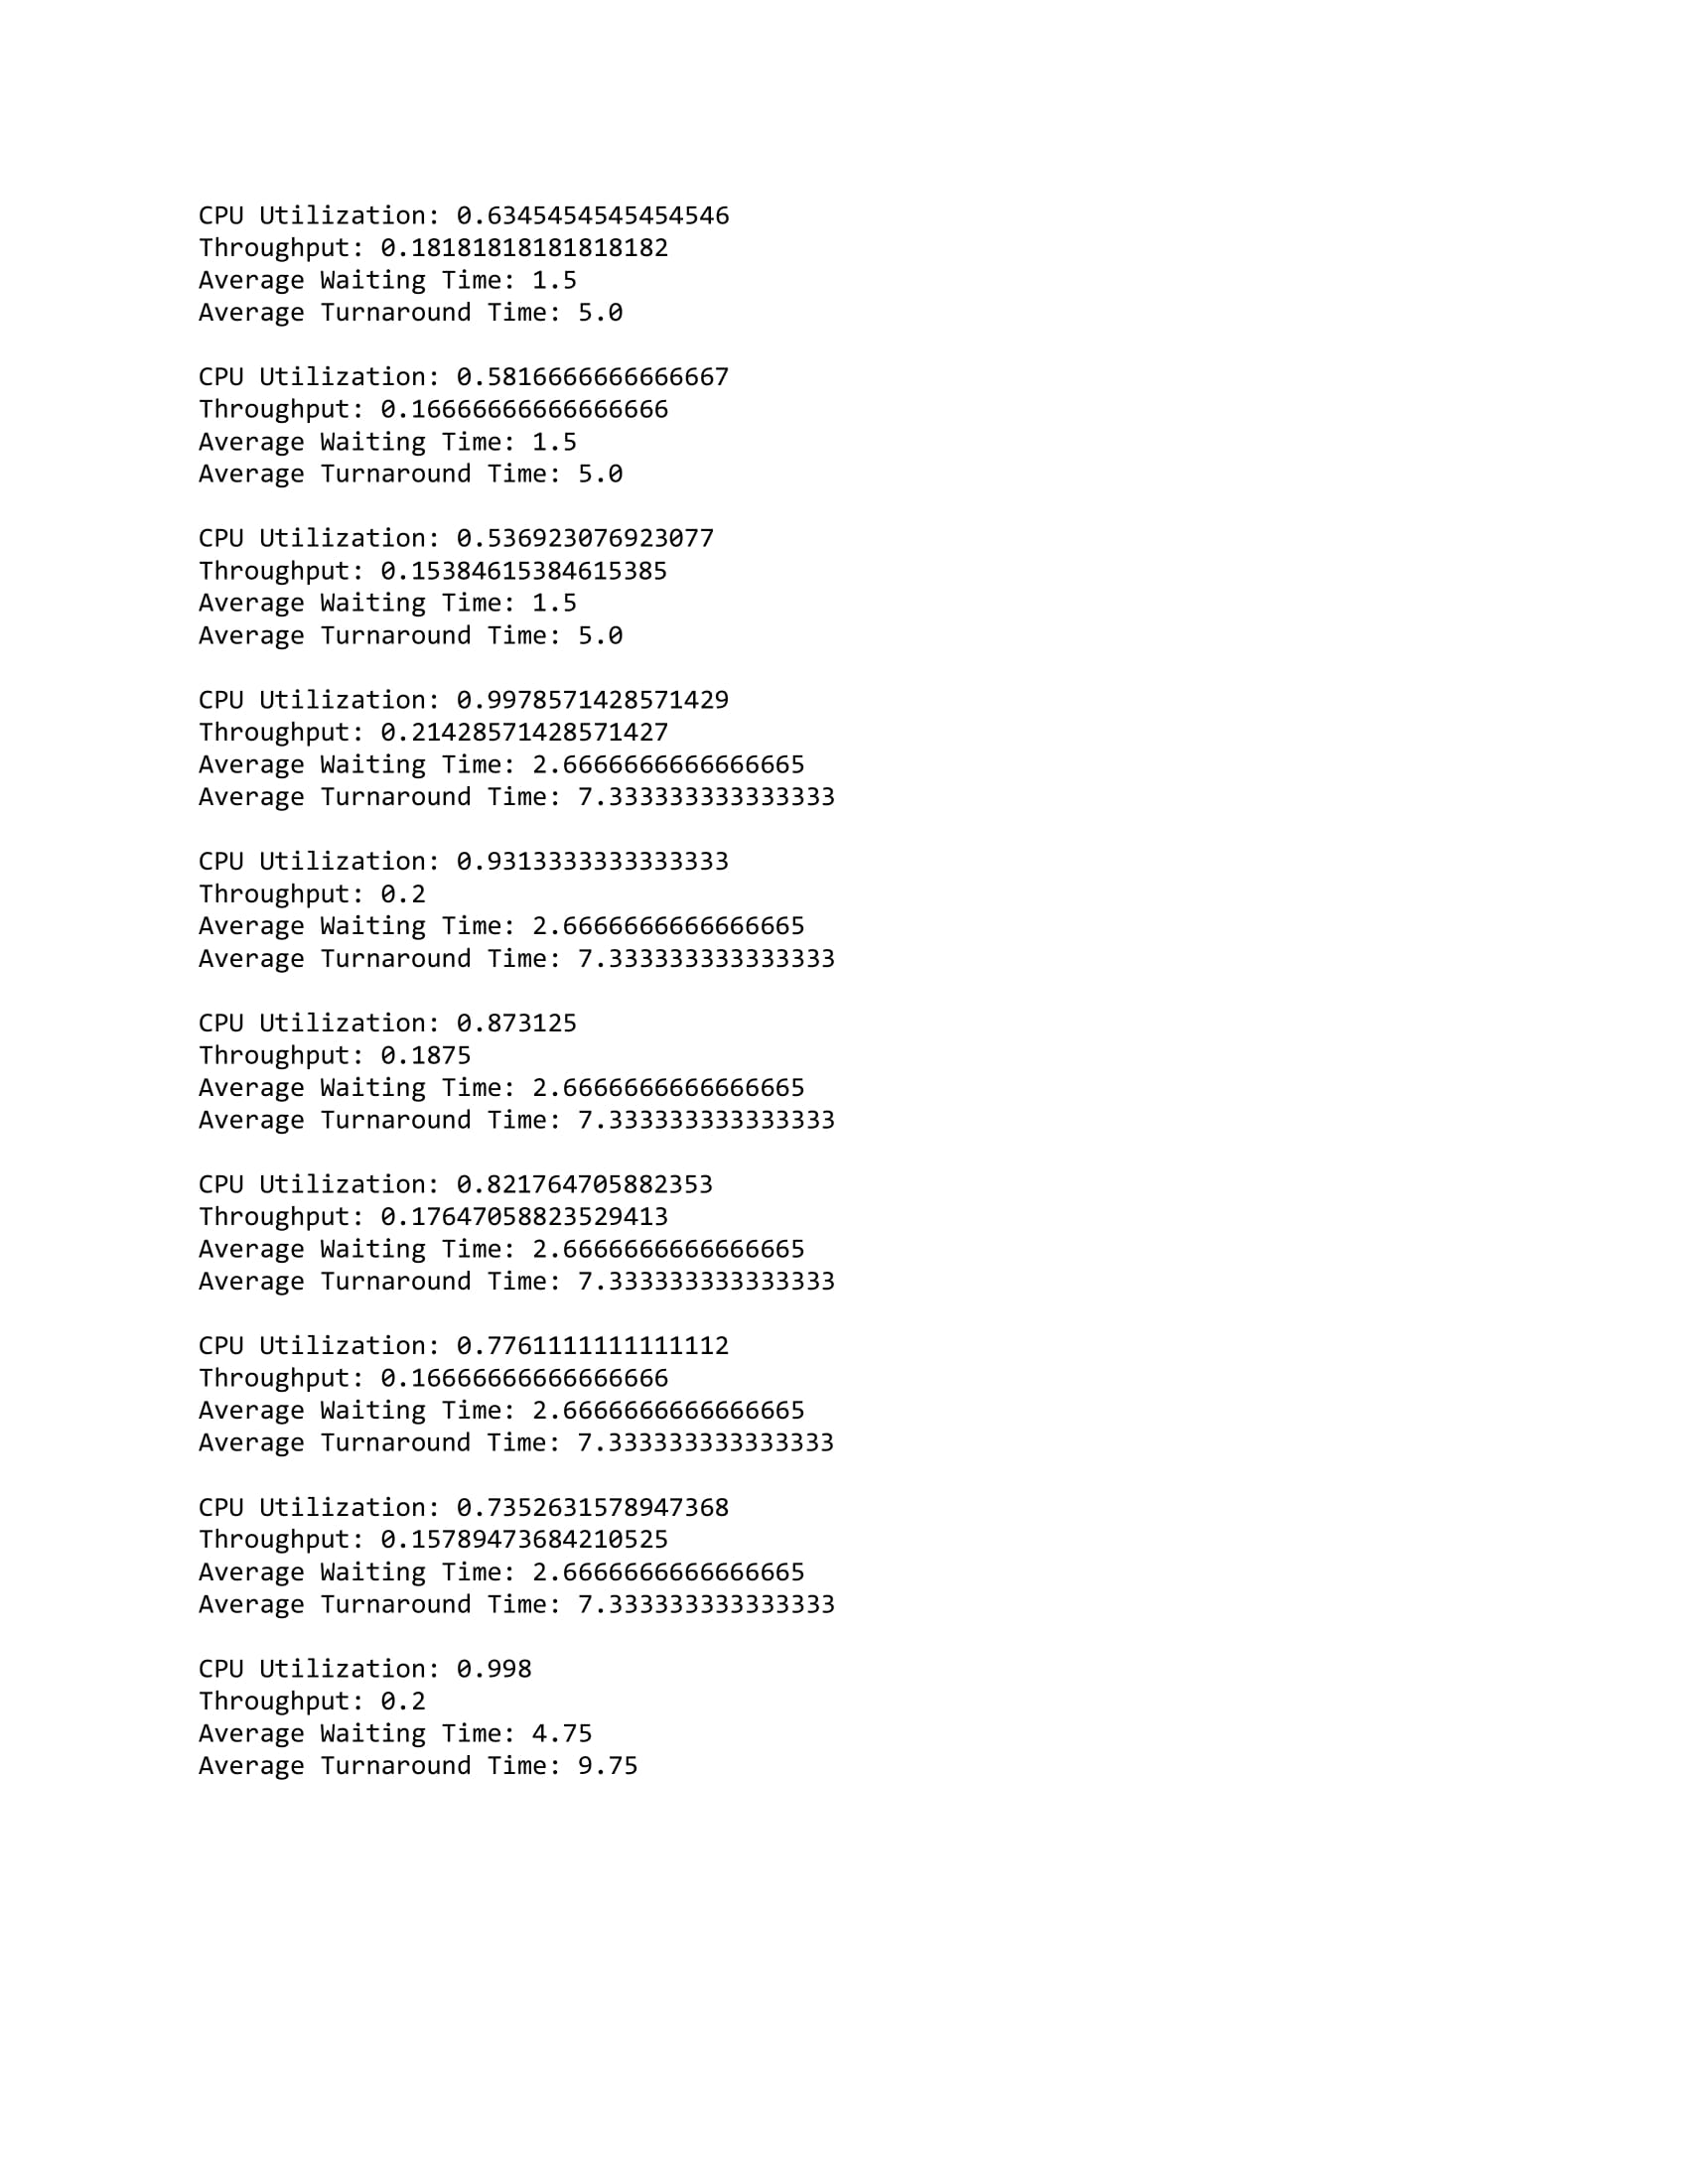 CPU Utilization: 0.6345454545454546
Throughput: 0.18181818181818182
Average Waiting Time: 1.5
Average Turnaround Time: 5.0
CPU Utilization: 0.5816666666666667
Throughput: 0.16666666666666666
Average Waiting Time: 1.5
Average Turnaround Time: 5.0
CPU Utilization: 0.536923076923077
Throughput: 0.15384615384615385
Average Waiting Time: 1.5
Average Turnaround Time: 5.0
CPU Utilization: 0.9978571428571429
Throughput: 0.21428571428571427
Average Waiting Time: 2.6666666666666665
Average Turnaround Time: 7.333333333333333
CPU Utilization: 0.9313333333333333
Throughput: 0.2
Average Waiting Time: 2.6666666666666665
Average Turnaround Time: 7.333333333333333
CPU Utilization: 0.873125
Throughput: 0.1875
Average Waiting Time: 2.6666666666666665
Average Turnaround Time: 7.333333333333333
CPU Utilization: 0.821764705882353
Throughput: 0.17647058823529413
Average Waiting Time: 2.6666666666666665
Average Turnaround Time: 7.333333333333333
CPU Utilization: 0.7761111111111112
Throughput: 0.16666666666666666
Average Waiting Time: 2.6666666666666665
Average Turnaround Time: 7.333333333333333
CPU Utilization: 0.7352631578947368
Throughput: 0.15789473684210525
Average Waiting Time: 2.6666666666666665
Average Turnaround Time: 7.333333333333333
CPU Utilization: 0.998
Throughput: 0.2
Average Waiting Time: 4.75
Average Turnaround Time: 9.75